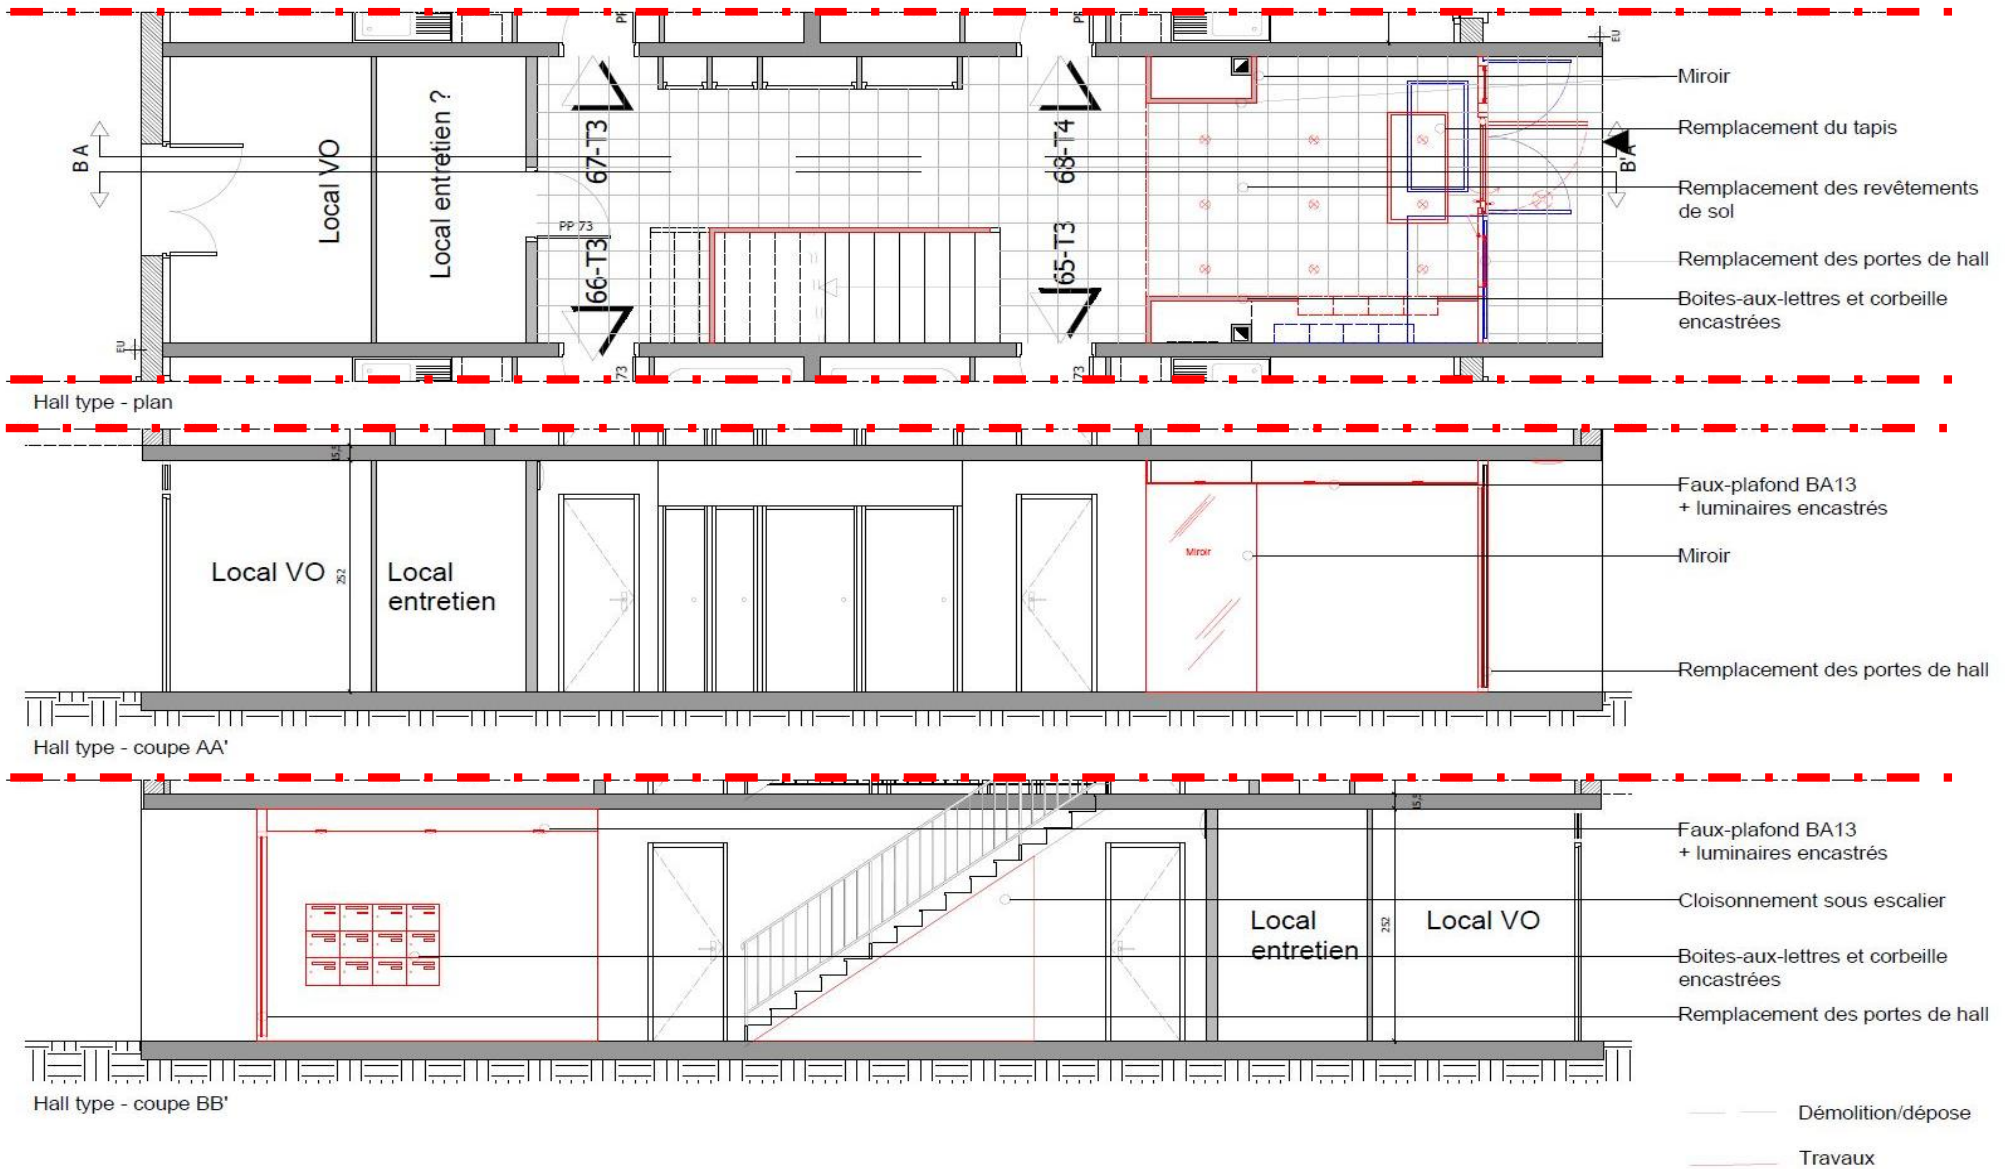 EU
Miroir
Remplacement du tapis
Remplacement des revêtements
de sol
Remplacement des portes de hall
Boites-aux-lettres et corbeille
encastrées
B A
B'A'
Local VO
Local entretien ?
67-T3
68-T4
66-T3
65-T3
PP 73
EU
73
73
Hall type - plan
Faux-plafond BA13
+ luminaires encastrés
Miroir
Miroir
Local VO
252
Local
entretien
Remplacement des portes de hall
Hall type - coupe AA'
Faux-plafond BA13
+ luminaires encastrés
Cloisonnement sous escalier
Local
entretien
252
Local VO
Boites-aux-lettres et corbeille
encastrées
Remplacement des portes de hall
Hall type - coupe BB'
Démolition/dépose
Travaux